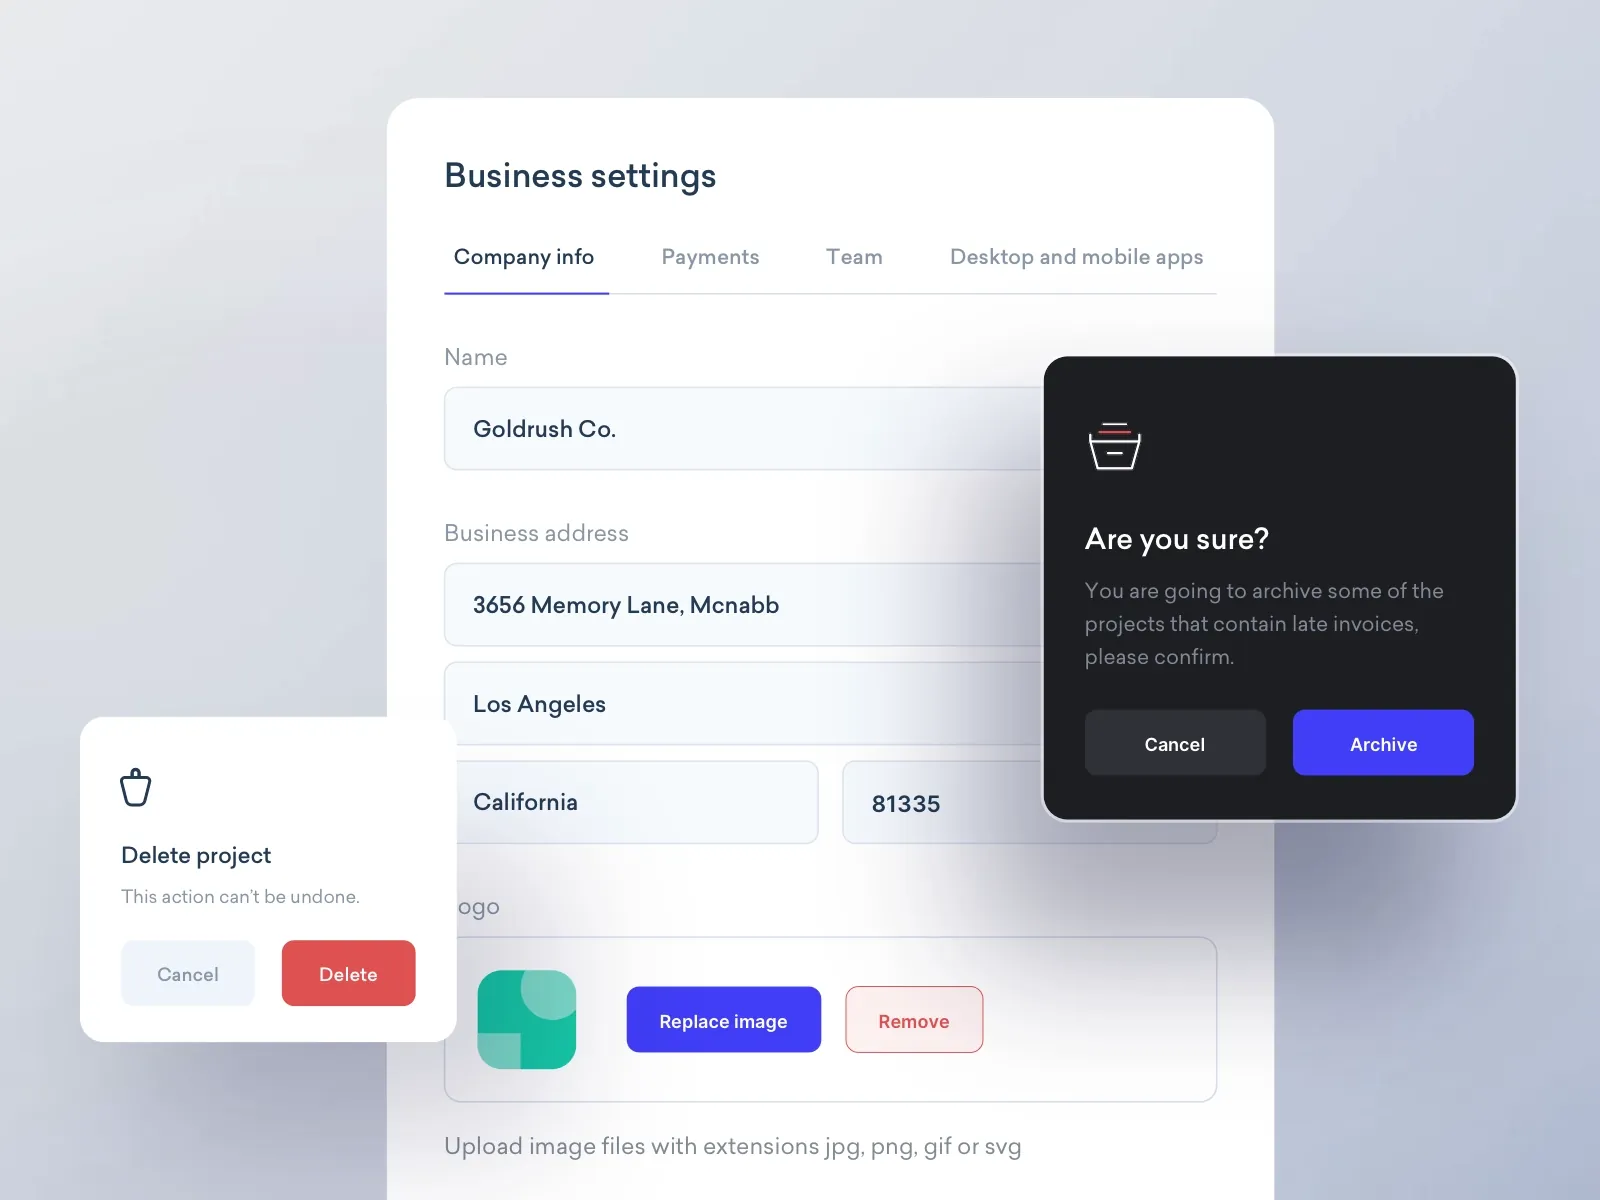 Business settings
Company info Payments Team Desktop and mobile apps
Name
Goldrush Co.
Business address
3656 Memory Lane, Mcnabb
Los Angeles
California 81335
ogo
Replace image Remove
Upload image files with extensions jpg, png, gif or svg
Are you sure?
You are going to archive some of the
projects that contain late invoices,
please confirm.
Cancel Archive
Delete project
This action can't be undone.
Cancel Delete